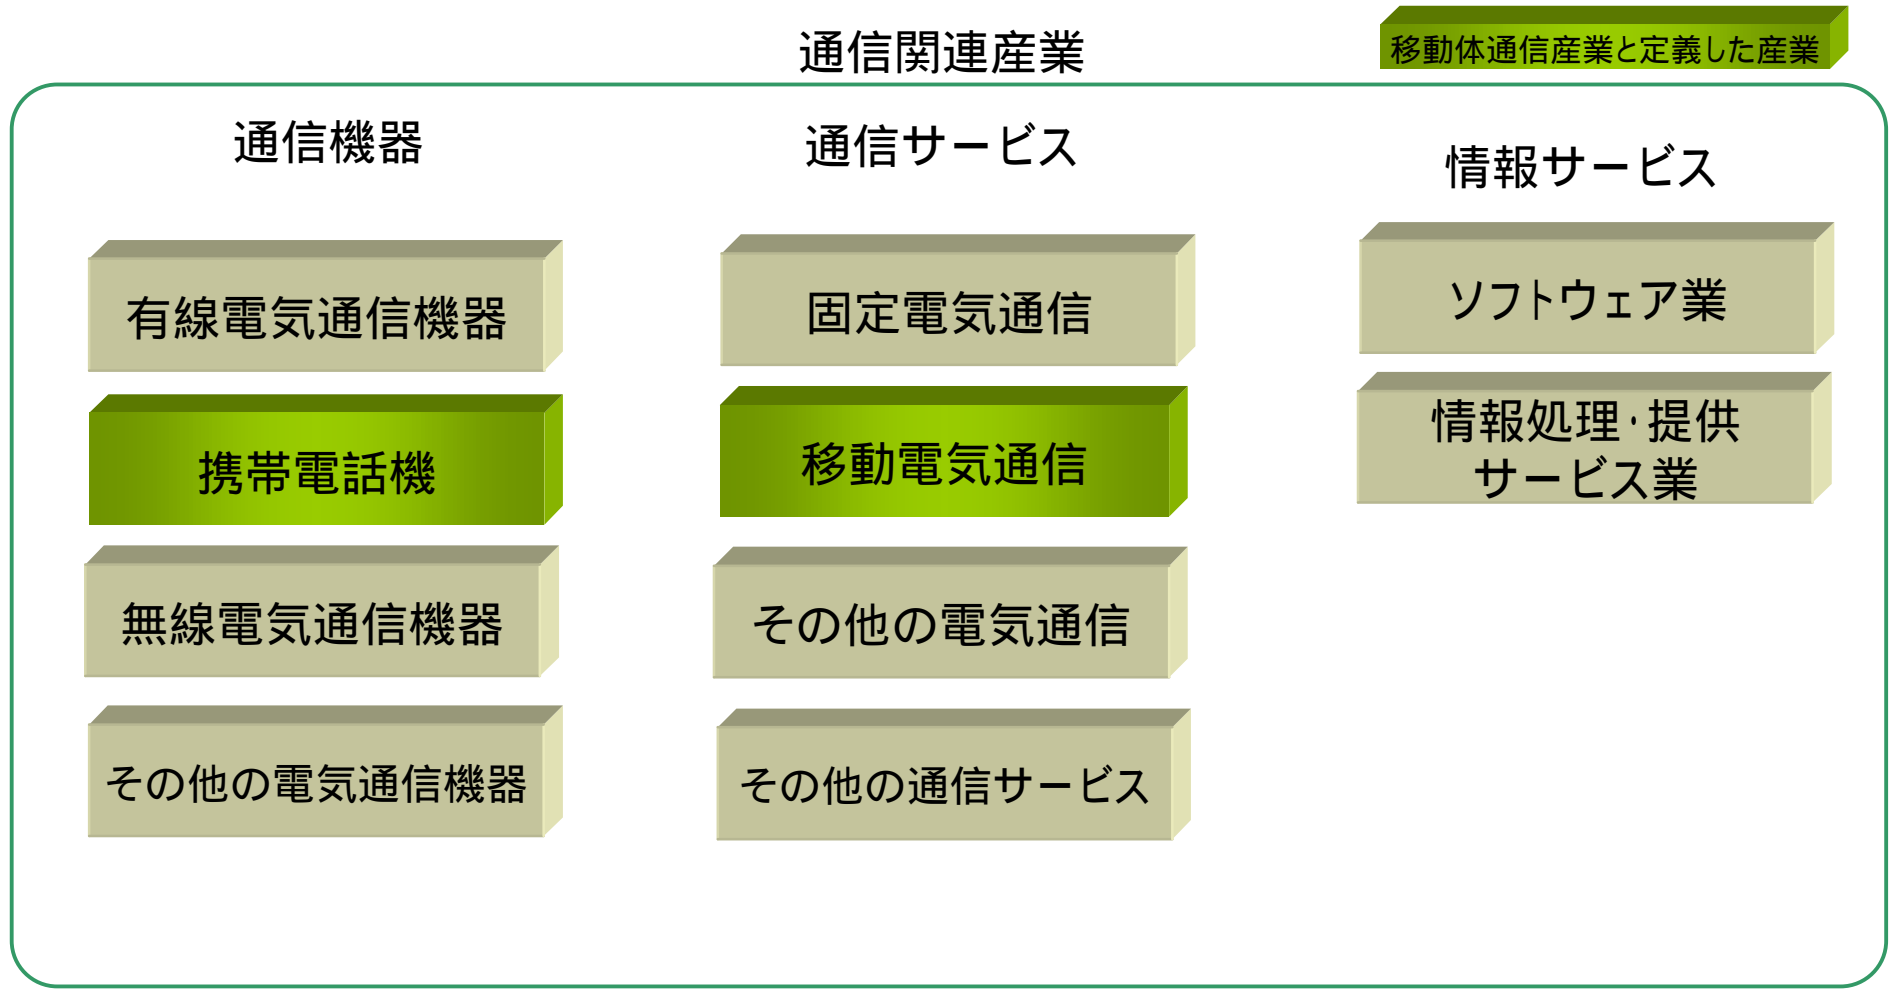 通信関連産業
移動体通信産業と定義した産業
通信機器
有線電気通信機器
携帯電話機
無線電気通信機器
その他の電気通信機器
通信サービス
固定電気通信
移動電気通信
その他の電気通信
その他の通信サービス
情報サービス
ソフトウェア業
情報処理・提供
サービス業